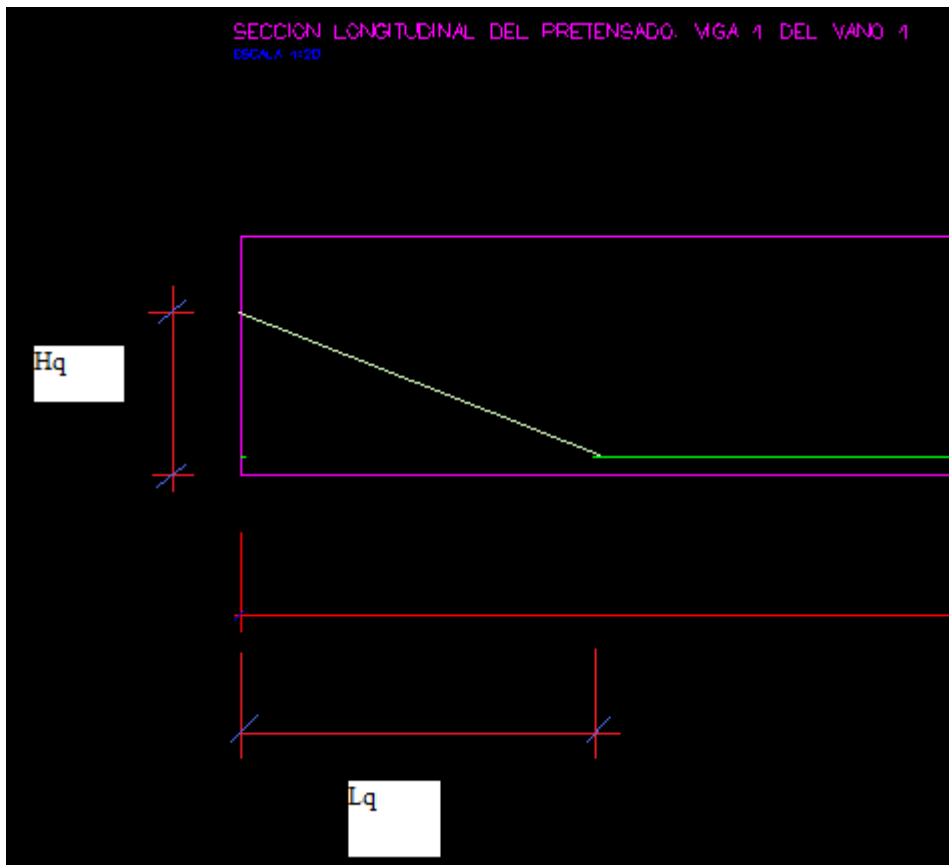 SECCION LONGITUDINAL DEL PRETENSADO. VIGA 1 DEL VANO 1
ESCALA 1:20
Hq
Lq